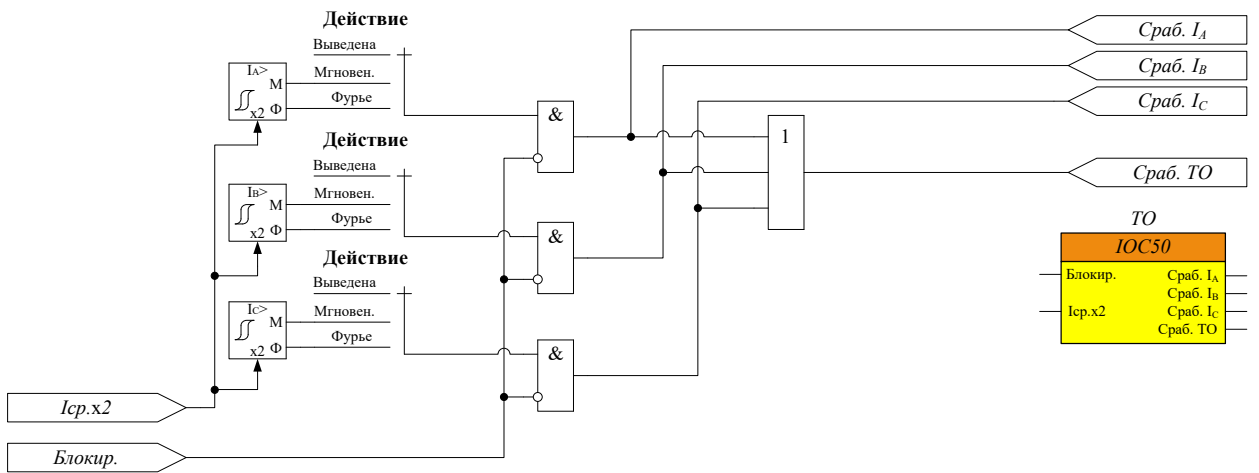 Действие
Выведена
Мгновен.
Фурье
IA>
М
x2 Ф
&
Действие
Выведена
Мгновен.
Фурье
IB>
М
x2 Ф
&
Действие
Выведена
Мгновен.
Фурье
IC>
М
x2 Ф
&
1
Iср.x2
Блокир.
Сраб. IA
Сраб. IB
Сраб. IC
Сраб. ТО
ТО
IOC50
Блокир.
Iср.x2
Сраб. IA
Сраб. IB
Сраб. IC
Сраб. ТО